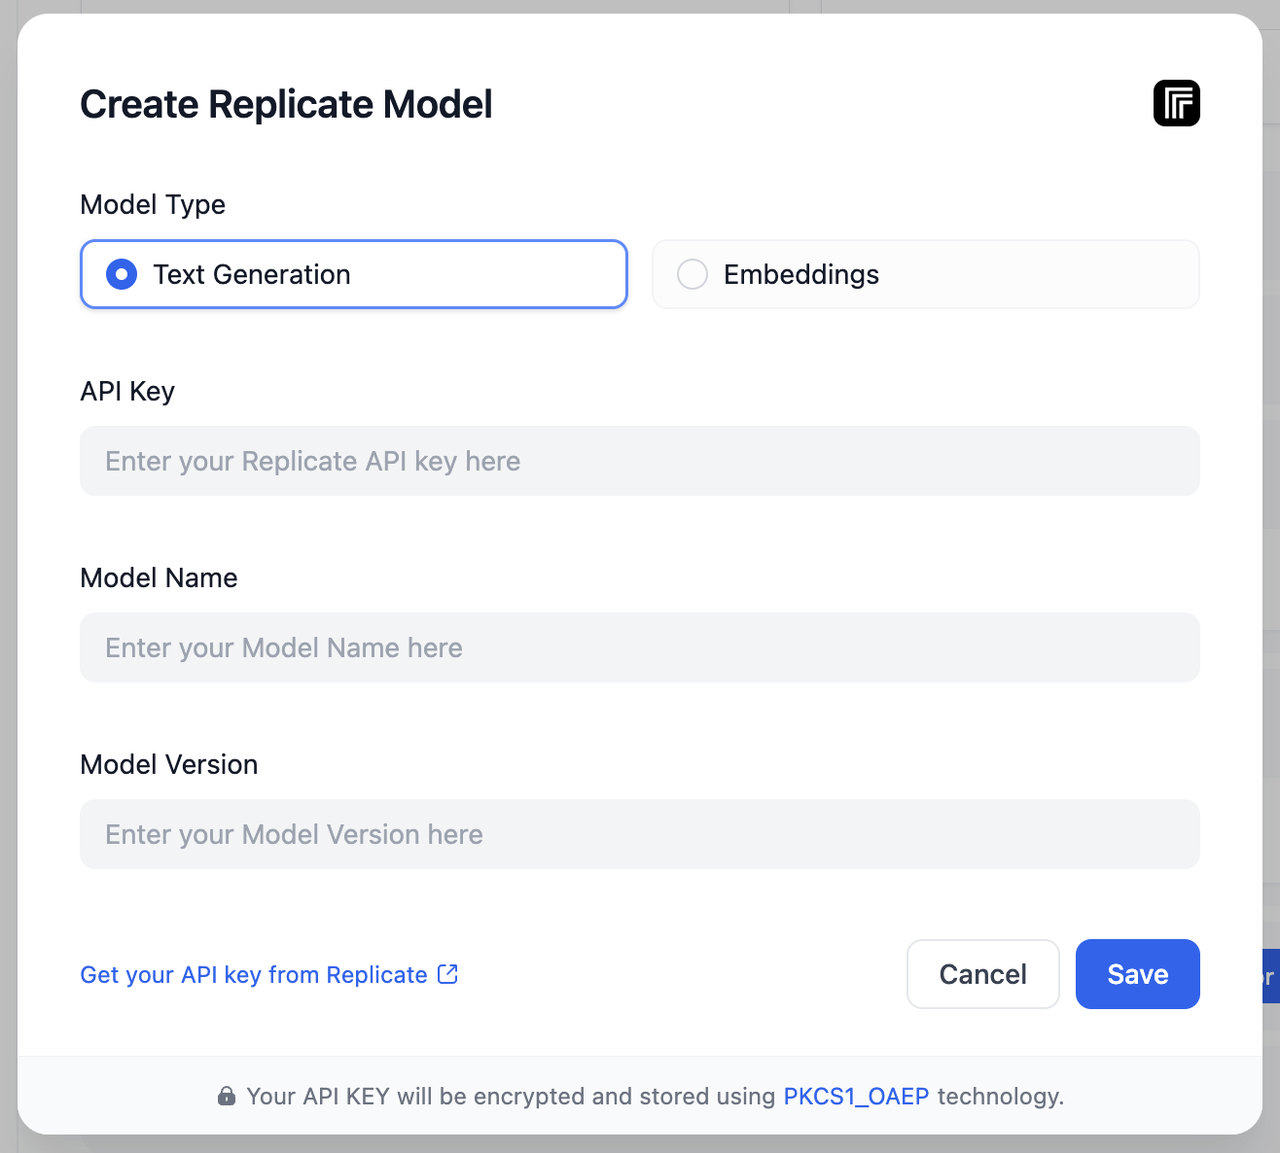 Create Replicate Model
Model Type
Text Generation
Embeddings
API Key
Enter your Replicate API key here
Model Name
Enter your Model Name here
Model Version
Enter your Model Version here
Get your API key from Replicate
Cancel
Save
Your API KEY will be encrypted and stored using PKCS1_OAEP technology.